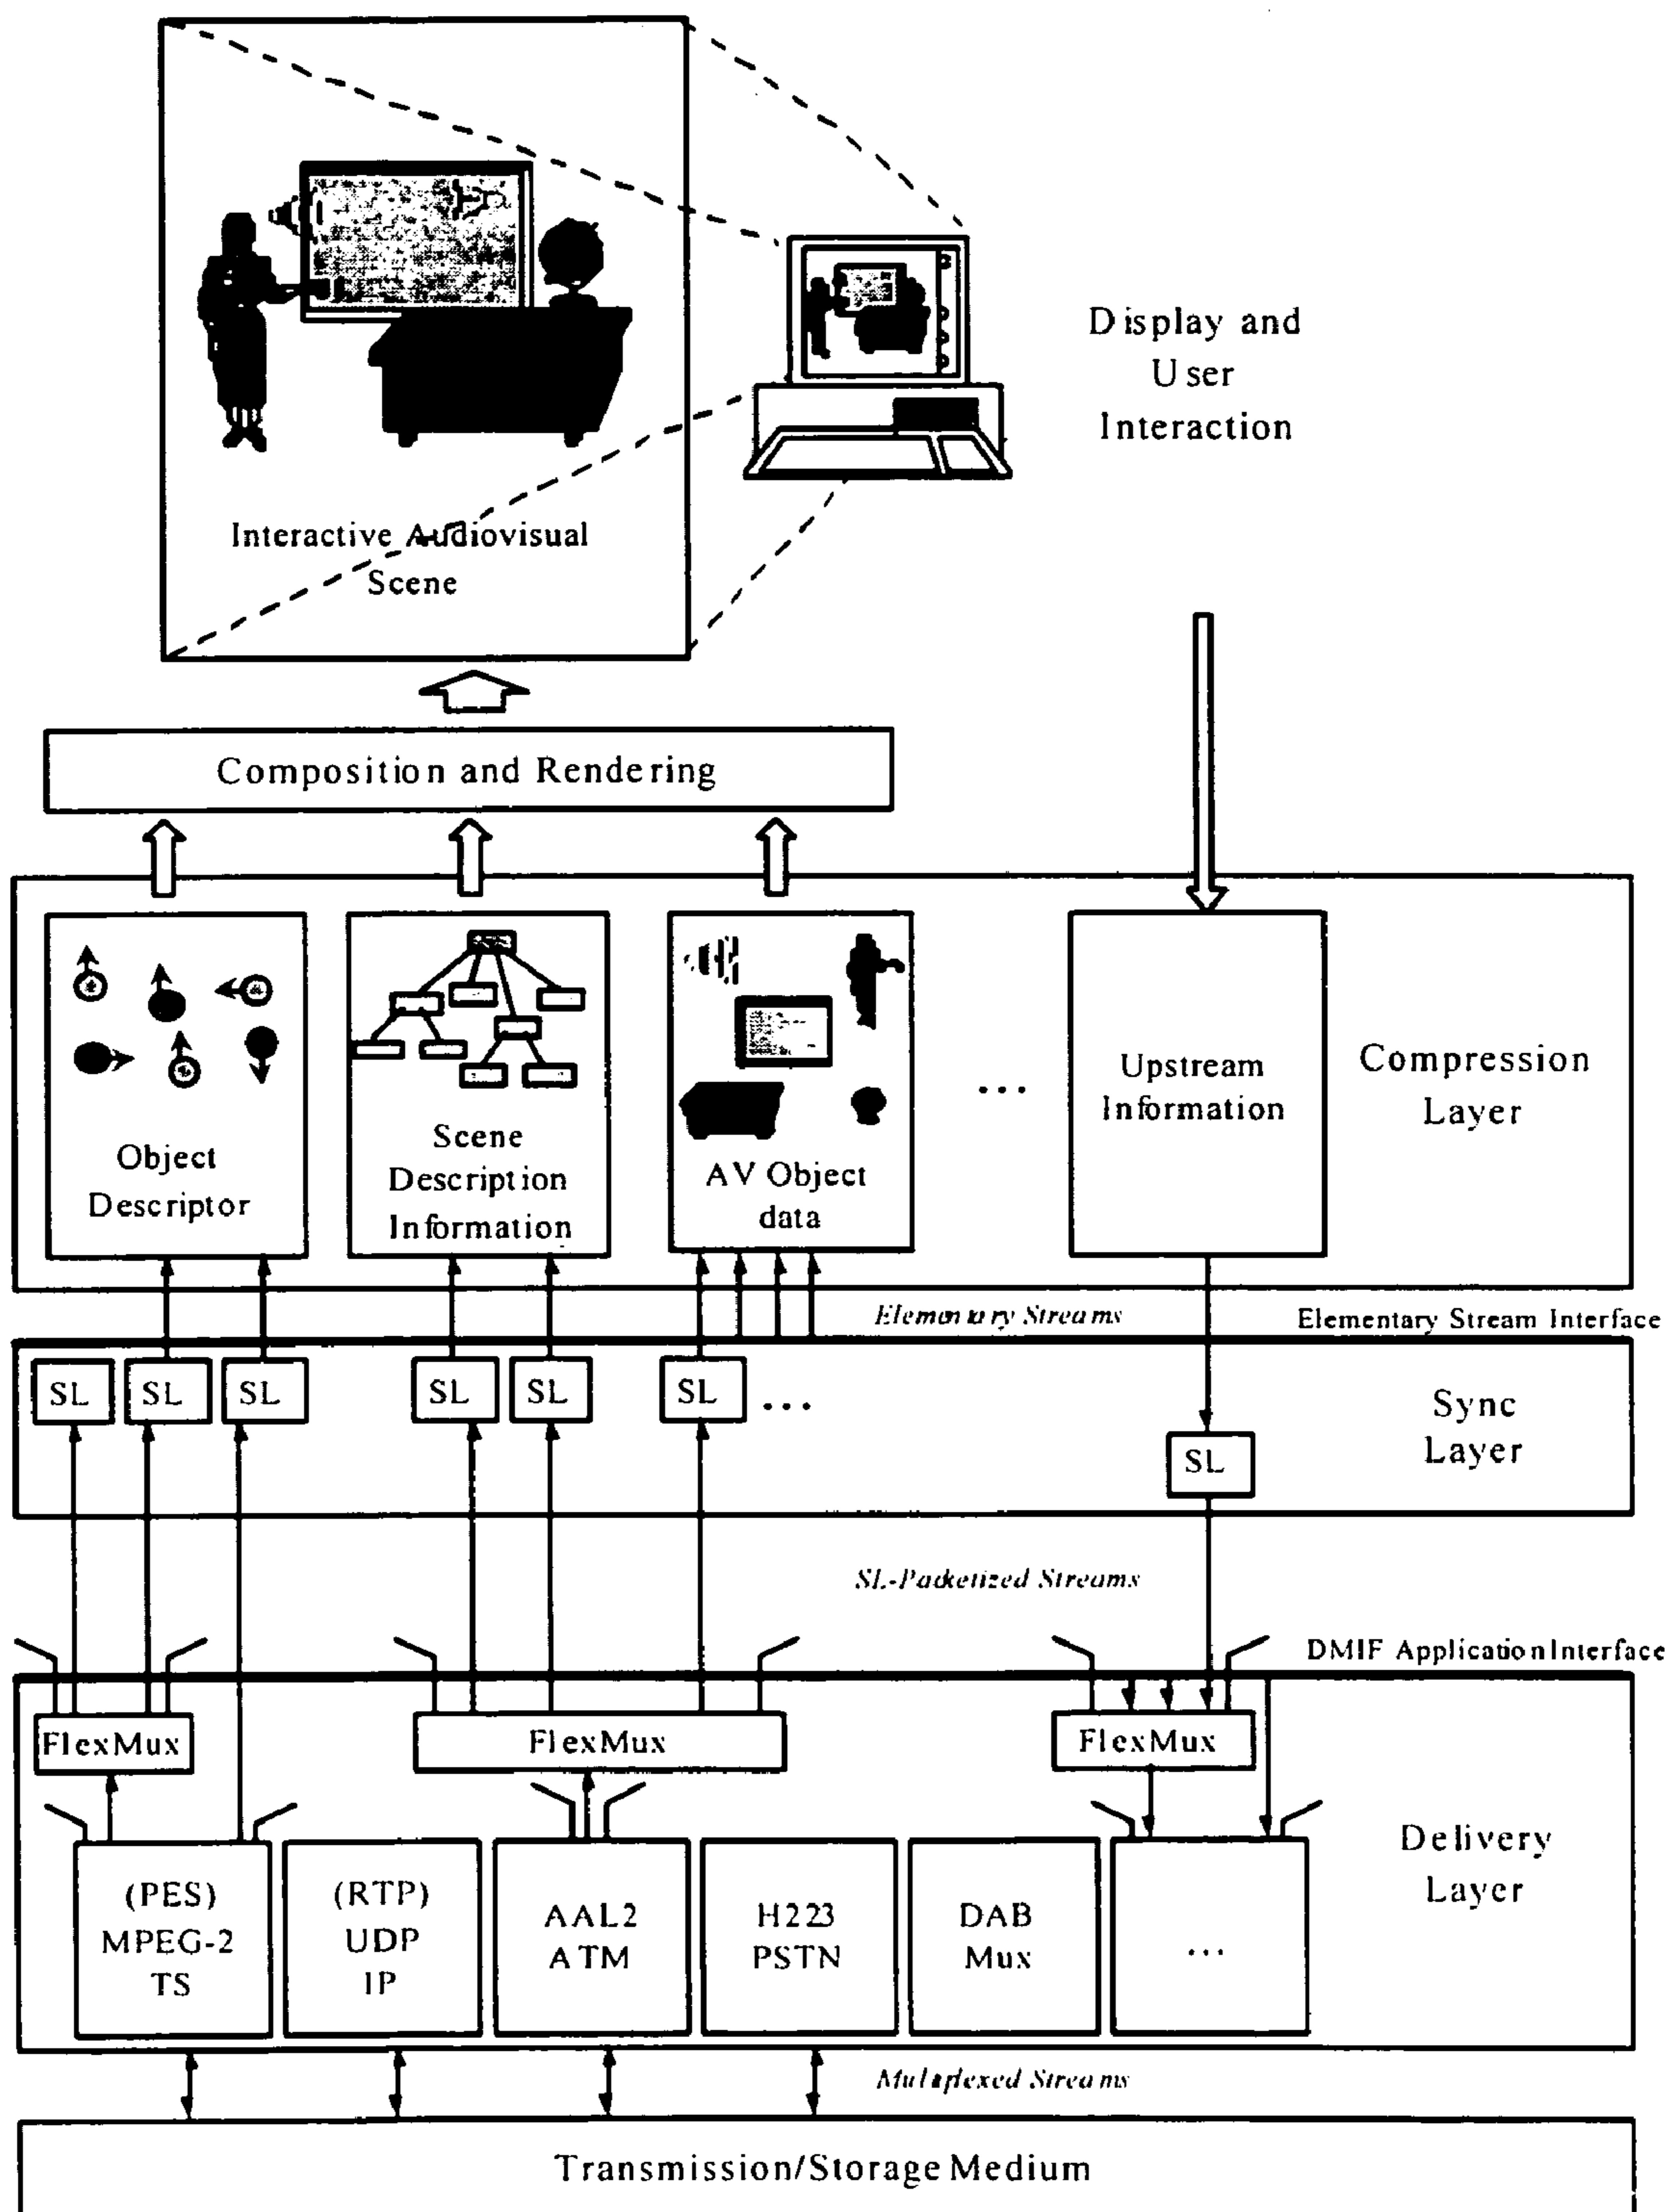 Display and
User
Interaction
Interactive Audiovisual
Scene
Composition and Rendering
Object
Descriptor
Scene
Description
Information
AV Object
data
...
Upstream
Information
Compression
Layer
Elementary Streams
Elementary Stream Interface
SL
SL
SL
SL
SL
SL
...
SL
Sync
Layer
SL-Packetized Streams
DMIF Application Interface
FlexMux
FlexMux
FlexMux
(PES)
MPEG-2
TS
(RTP)
UDP
IP
AAL2
ATM
H223
PSTN
DAB
Mux
...
Delivery
Layer
Multiplexed Streams
Transmission/Storage Medium